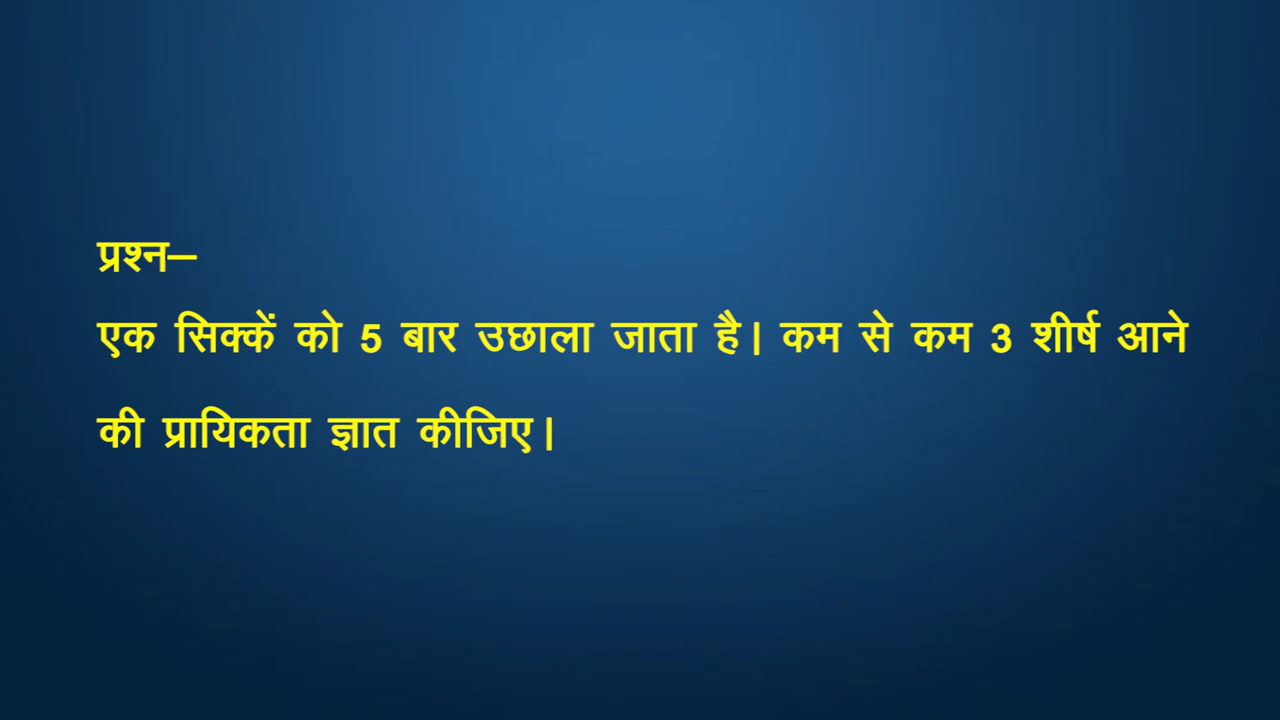 प्रश्न—
एक सिक्कें को 5 बार उछाला जाता है। कम से कम 3 शीर्ष आने
की प्रायिकता ज्ञात कीजिए।